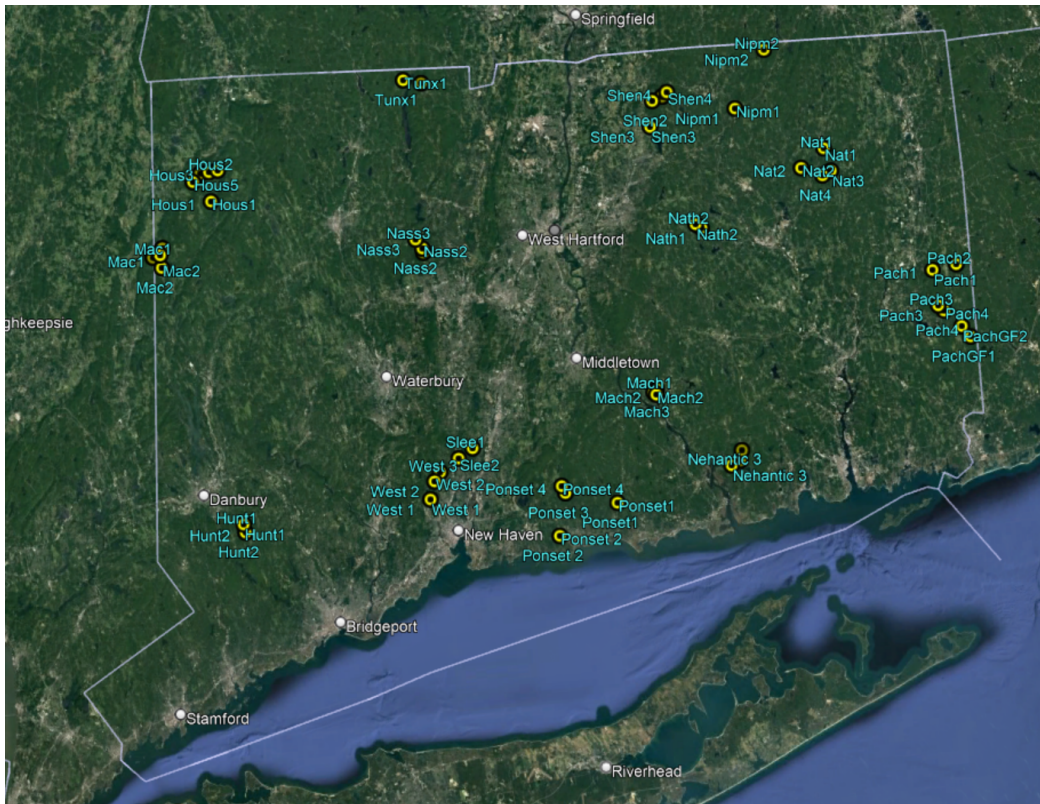 Springfield
Nipm2
Nipm2
Tunx1
Tunx1
Shen4
Shen4
Nipm1
Nipm1
Shen2
Shen3
Shen3
Nat1
Nat1
Hous2
Hous3
Hous5
Nat2
Nat2
Nat3
Nat4
Hous1
Hous1
Nath2
Nath1
Nath2
Nass3
Nass3
Nass2
Nass2
West Hartford
Mac1
Mac1
Mac2
Mac2
Pach2
Pach1
Pach1
Pach3
Pach3
Pach4
Pach4
PachGF2
PachGF1
ghkeepsie
Middletown
Waterbury
Mach1
Mach2
Mach2
Mach3
Slee1
Slee2
Nehantic 3
Nehantic 3
West 3
West 2
West 2
West 1
West 1
Ponset 4
Ponset 4
Ponset 3
Ponset1
Ponset1
Danbury
Hunt1
Hunt2
Hunt1
Hunt2
New Haven
Ponset 2
Ponset 2
Bridgeport
Stamford
Riverhead